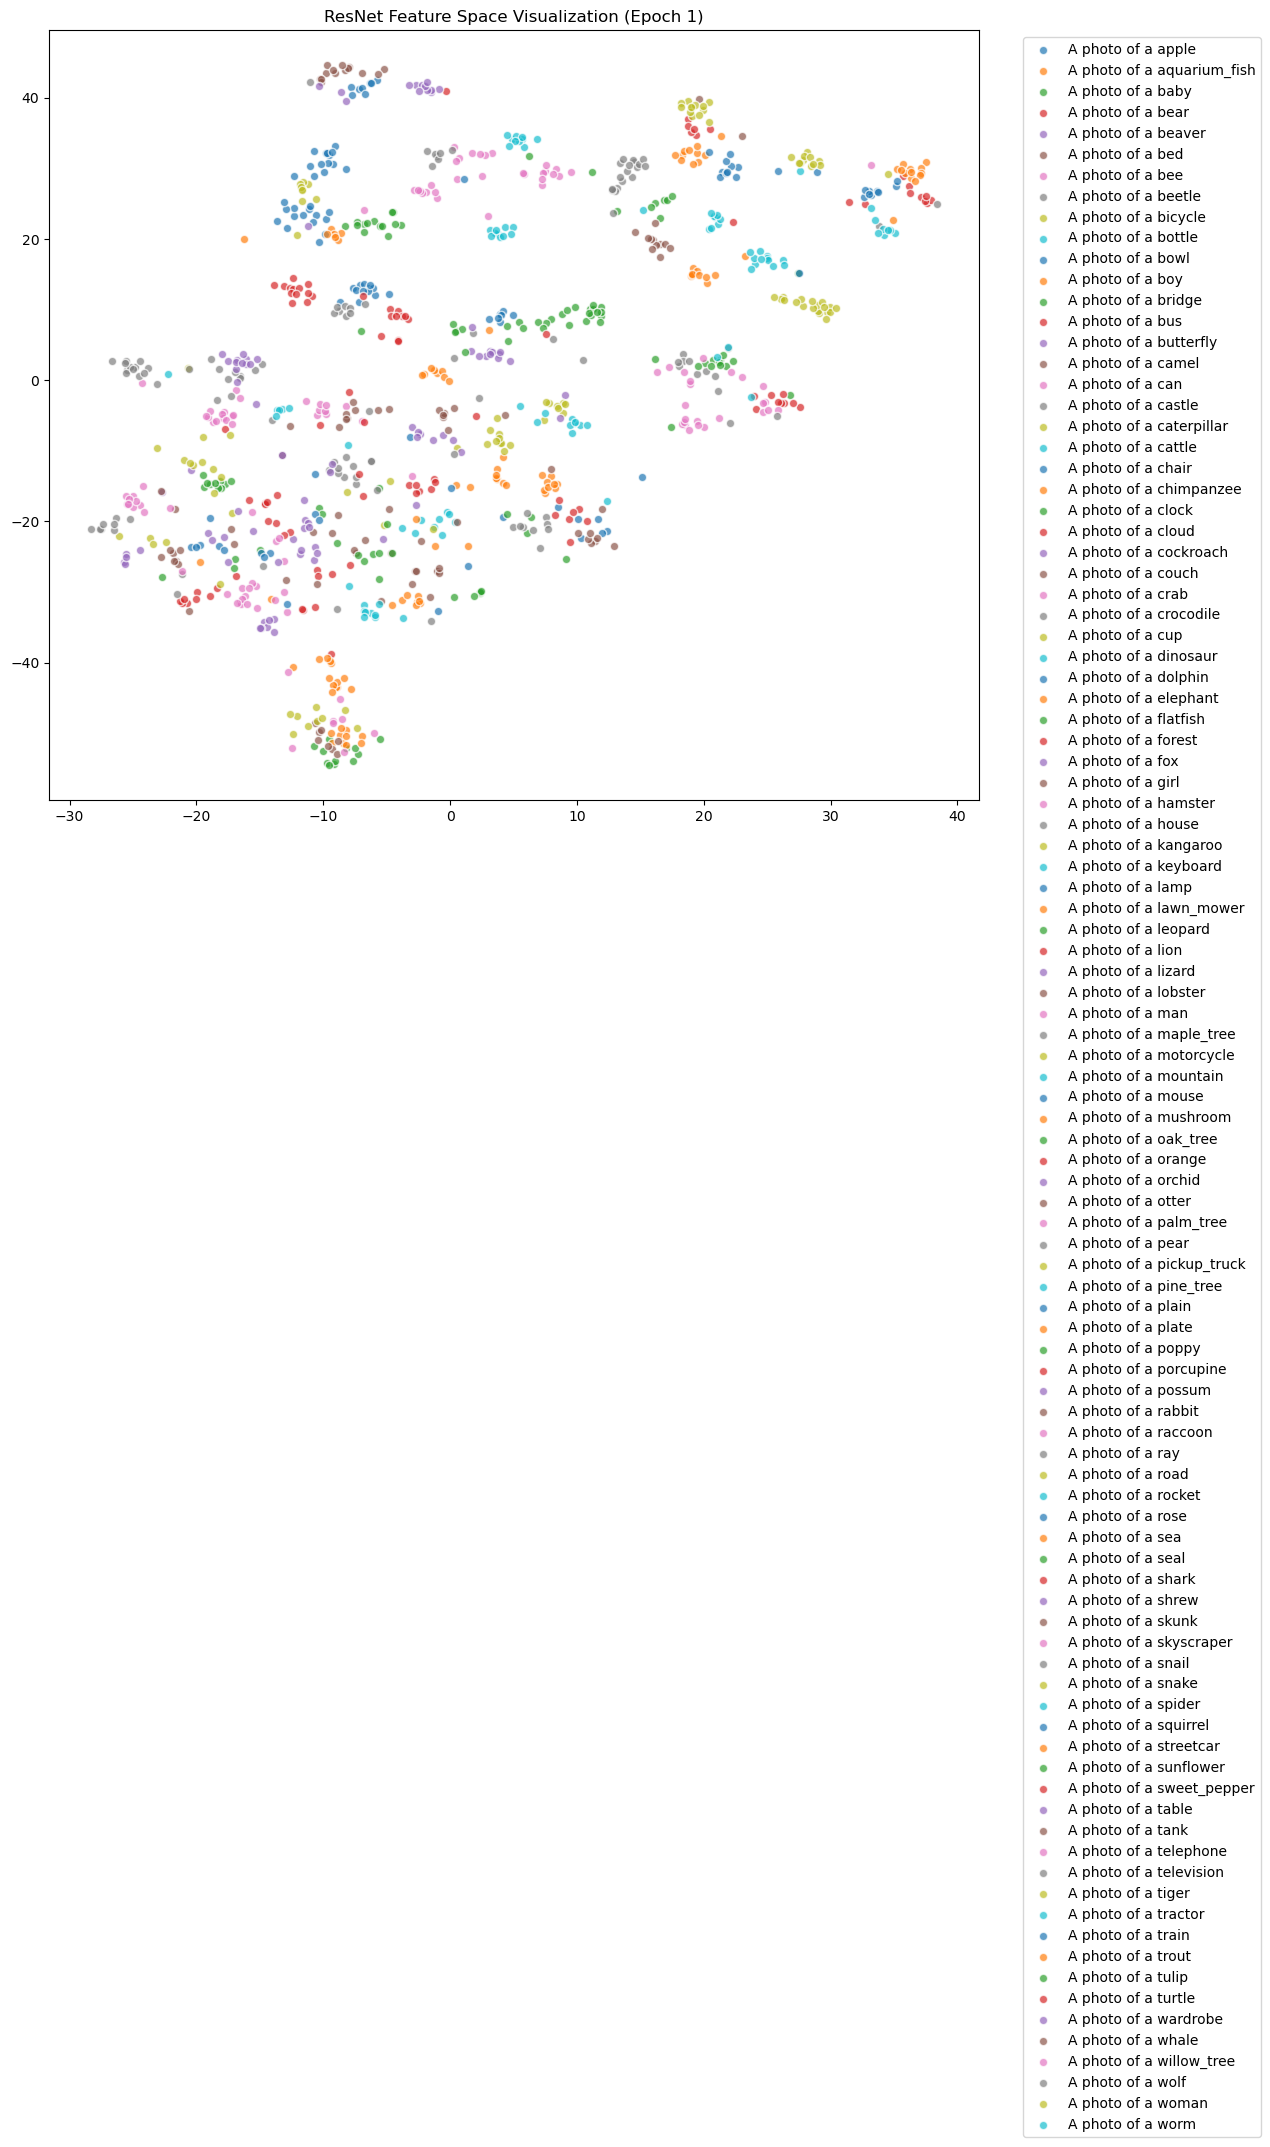 ResNet Feature Space Visualization (Epoch 1)
40
20
0
−20
−40
−30
−20
−10
0
10
20
30
40
A photo of a apple
A photo of a aquarium_fish
A photo of a baby
A photo of a bear
A photo of a beaver
A photo of a bed
A photo of a bee
A photo of a beetle
A photo of a bicycle
A photo of a bottle
A photo of a bowl
A photo of a boy
A photo of a bridge
A photo of a bus
A photo of a butterfly
A photo of a camel
A photo of a can
A photo of a castle
A photo of a caterpillar
A photo of a cattle
A photo of a chair
A photo of a chimpanzee
A photo of a clock
A photo of a cloud
A photo of a cockroach
A photo of a couch
A photo of a crab
A photo of a crocodile
A photo of a cup
A photo of a dinosaur
A photo of a dolphin
A photo of a elephant
A photo of a flatfish
A photo of a forest
A photo of a fox
A photo of a girl
A photo of a hamster
A photo of a house
A photo of a kangaroo
A photo of a keyboard
A photo of a lamp
A photo of a lawn_mower
A photo of a leopard
A photo of a lion
A photo of a lizard
A photo of a lobster
A photo of a man
A photo of a maple_tree
A photo of a motorcycle
A photo of a mountain
A photo of a mouse
A photo of a mushroom
A photo of a oak_tree
A photo of a orange
A photo of a orchid
A photo of a otter
A photo of a palm_tree
A photo of a pear
A photo of a pickup_truck
A photo of a pine_tree
A photo of a plain
A photo of a plate
A photo of a poppy
A photo of a porcupine
A photo of a possum
A photo of a rabbit
A photo of a raccoon
A photo of a ray
A photo of a road
A photo of a rocket
A photo of a rose
A photo of a sea
A photo of a seal
A photo of a shark
A photo of a shrew
A photo of a skunk
A photo of a skyscraper
A photo of a snail
A photo of a snake
A photo of a spider
A photo of a squirrel
A photo of a streetcar
A photo of a sunflower
A photo of a sweet_pepper
A photo of a table
A photo of a tank
A photo of a telephone
A photo of a television
A photo of a tiger
A photo of a tractor
A photo of a train
A photo of a trout
A photo of a tulip
A photo of a turtle
A photo of a wardrobe
A photo of a whale
A photo of a willow_tree
A photo of a wolf
A photo of a woman
A photo of a worm